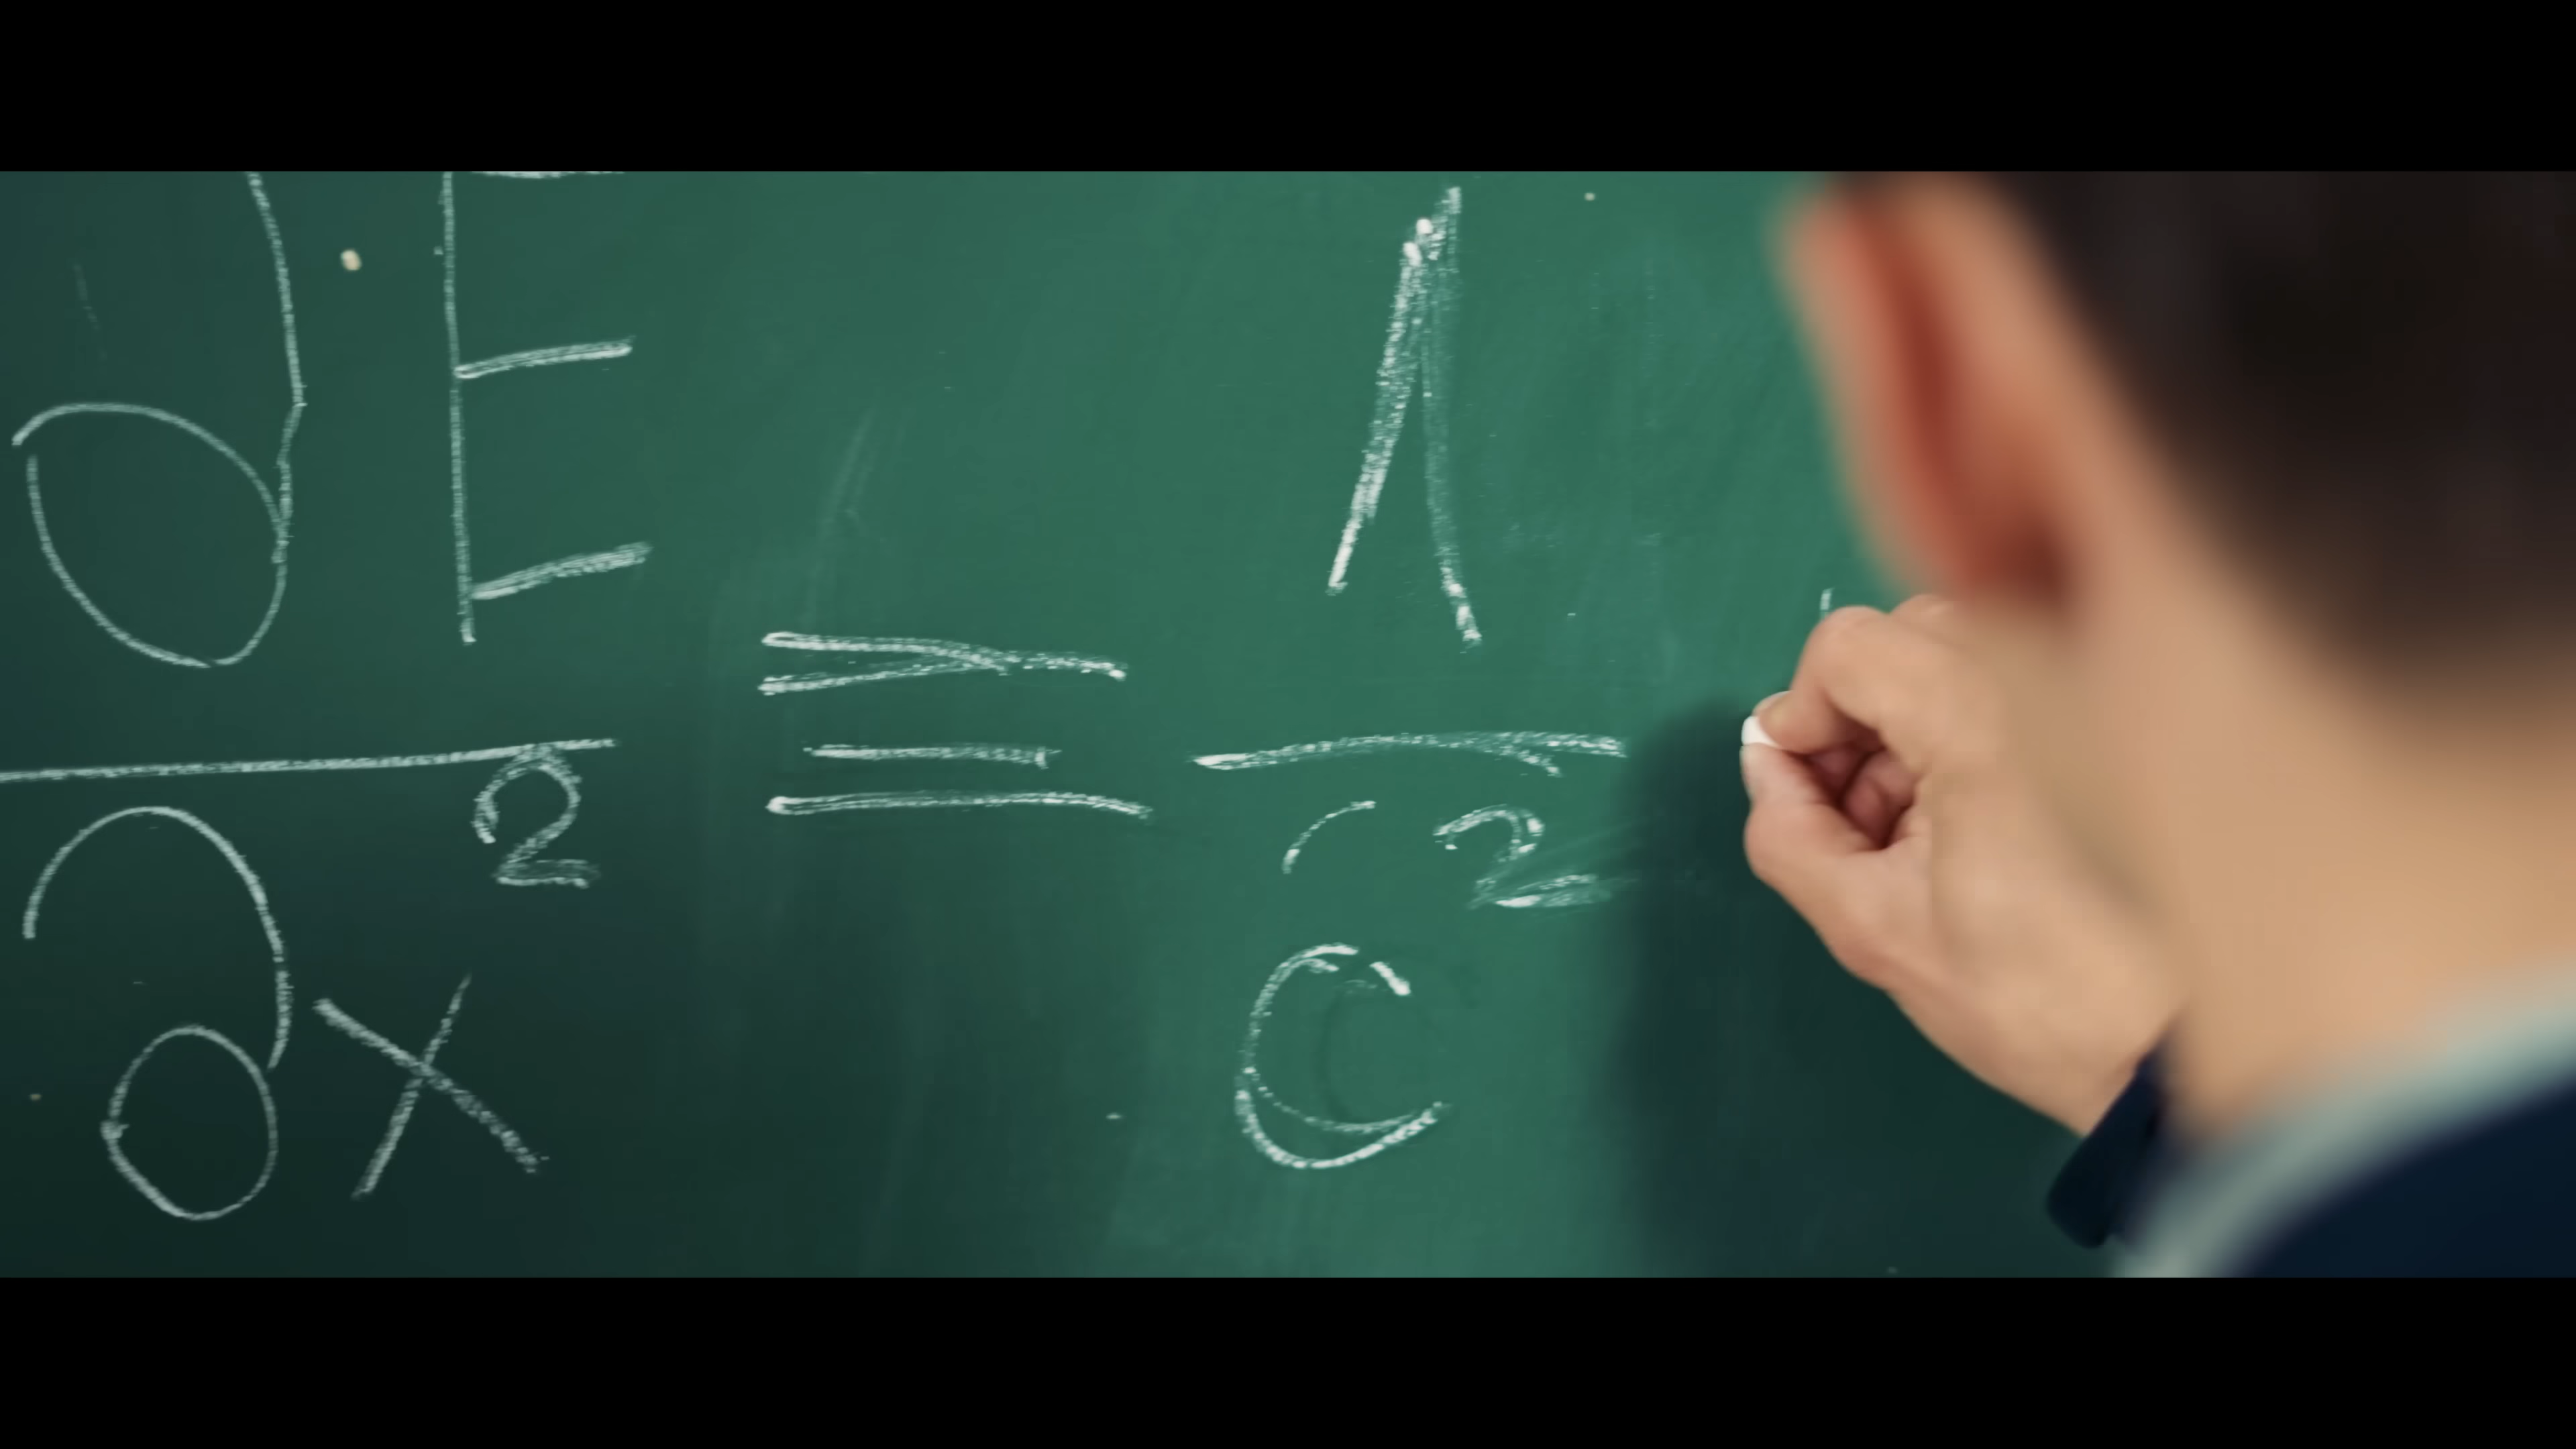 ∂E
∂x² = 1/c²